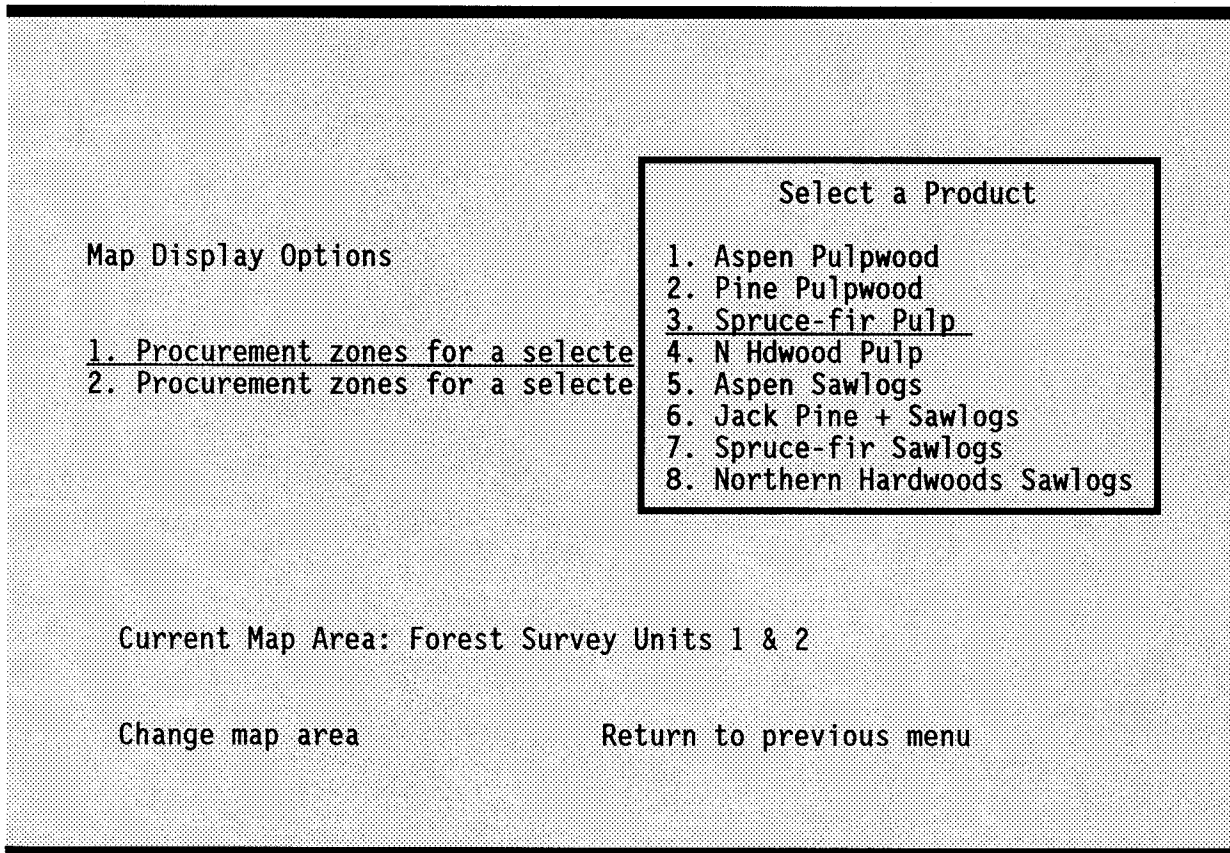 Select a Product
Map Display Options
1. Procurement zones for a selecte
2. Procurement zones for a selecte
1. Aspen Pulpwood
2. Pine Pulpwood
3. Spruce-fir Pulp
4. N Hdwood Pulp
5. Aspen Sawlogs
6. Jack Pine + Sawlogs
7. Spruce-fir Sawlogs
8. Northern Hardwoods Sawlogs
Current Map Area: Forest Survey Units 1 & 2
Change map area
Return to previous menu